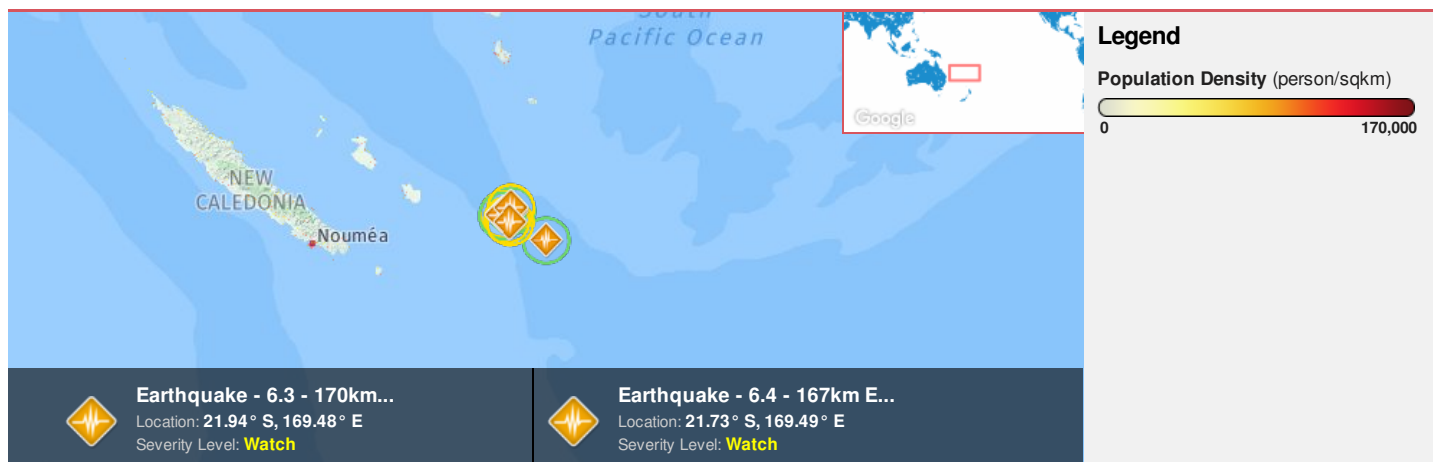 South
Pacific Ocean
NEW
CALEDONIA
Nouméa
Google
Legend
Population Density (person/sqkm)
0 170,000
Earthquake - 6.3 - 170km...
Location: 21.94° S, 169.48° E
Severity Level: Watch
Earthquake - 6.4 - 167km E...
Location: 21.73° S, 169.49° E
Severity Level: Watch